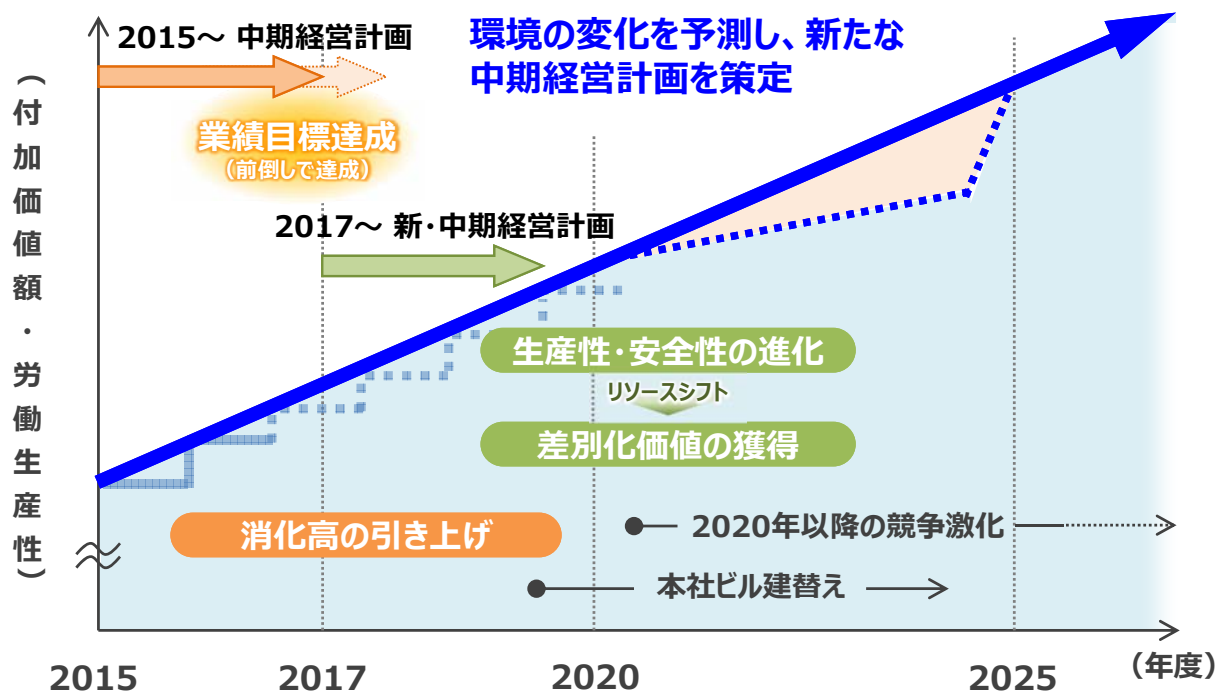 2015～ 中期経営計画
環境の変化を予測し、新たな
中期経営計画を策定
業績目標達成
（前倒しで達成）
（付加価値額・労働生産性）
2017～ 新・中期経営計画
生産性・安全性の進化
リソースシフト
差別化価値の獲得
消化高の引き上げ
2020年以降の競争激化
本社ビル建替え
2015
2017
2020
2025
（年度）